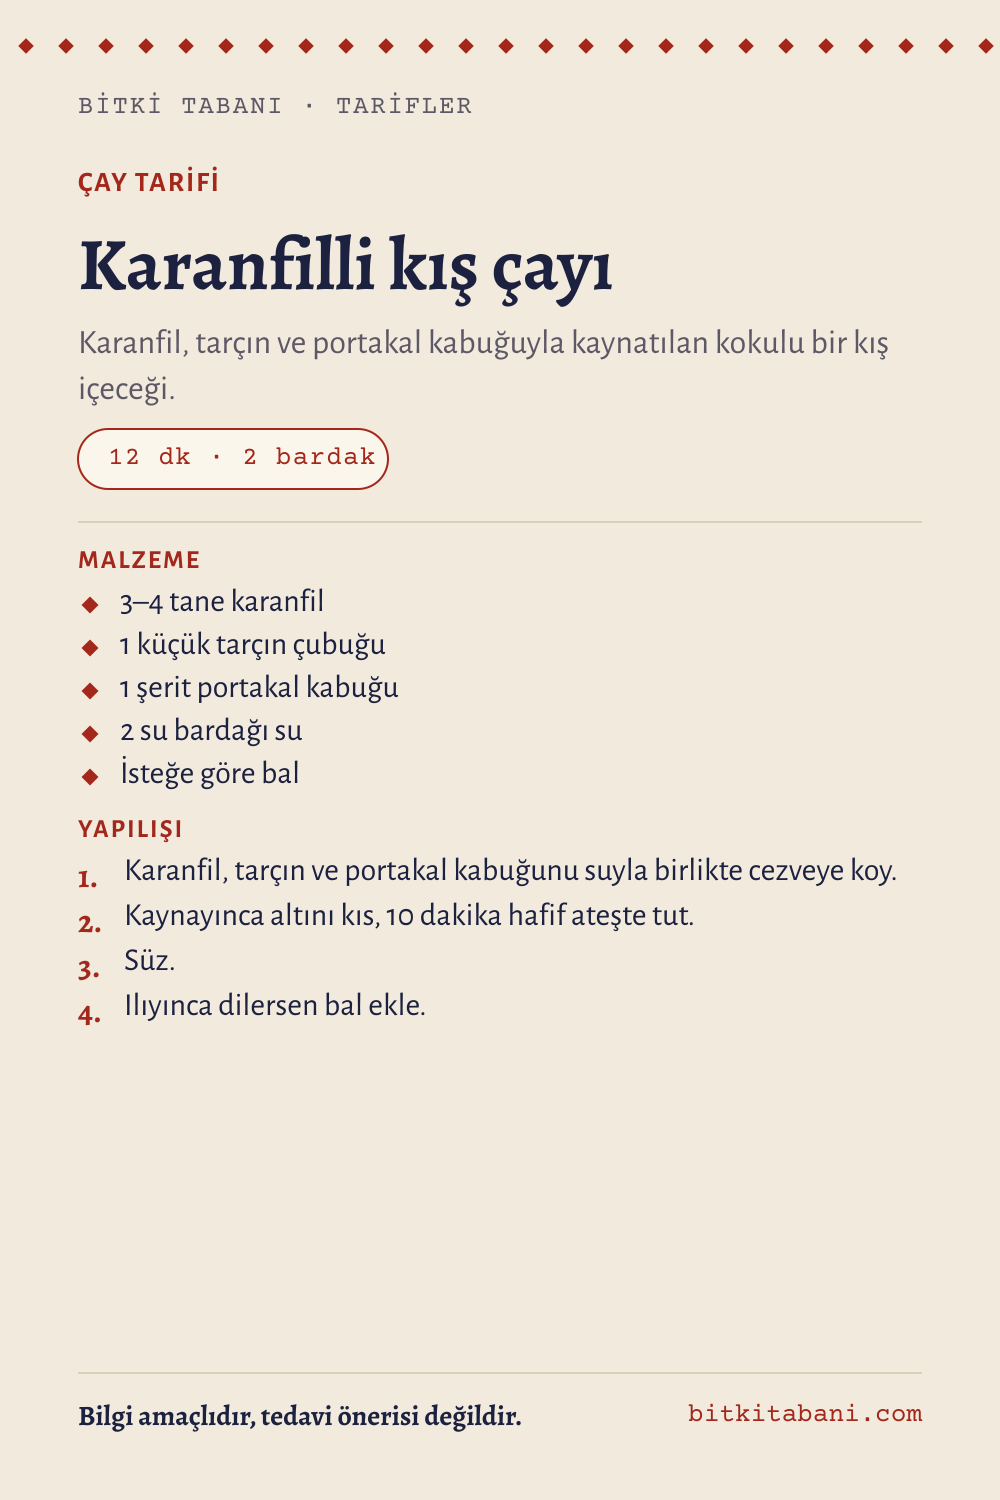 BİTKİ TABANI · TARİFLER
ÇAY TARİFİ
Karanfilli kış çayı
Karanfil, tarçın ve portakal kabuğuyla kaynatılan kokulu bir kış
içeceği.
12 dk · 2 bardak
MALZEME
◆ 3–4 tane karanfil
◆ 1 küçük tarçın çubuğu
◆ 1 şerit portakal kabuğu
◆ 2 su bardağı su
◆ İsteğe göre bal
YAPILIŞI
1. Karanfil, tarçın ve portakal kabuğunu suyla birlikte cezveye koy.
2. Kaynayınca altını kıs, 10 dakika hafif ateşte tut.
3. Süz.
4. Ilıyınca dilersen bal ekle.
Bilgi amaçlıdır, tedavi önerisi değildir.
bitkitabani.com